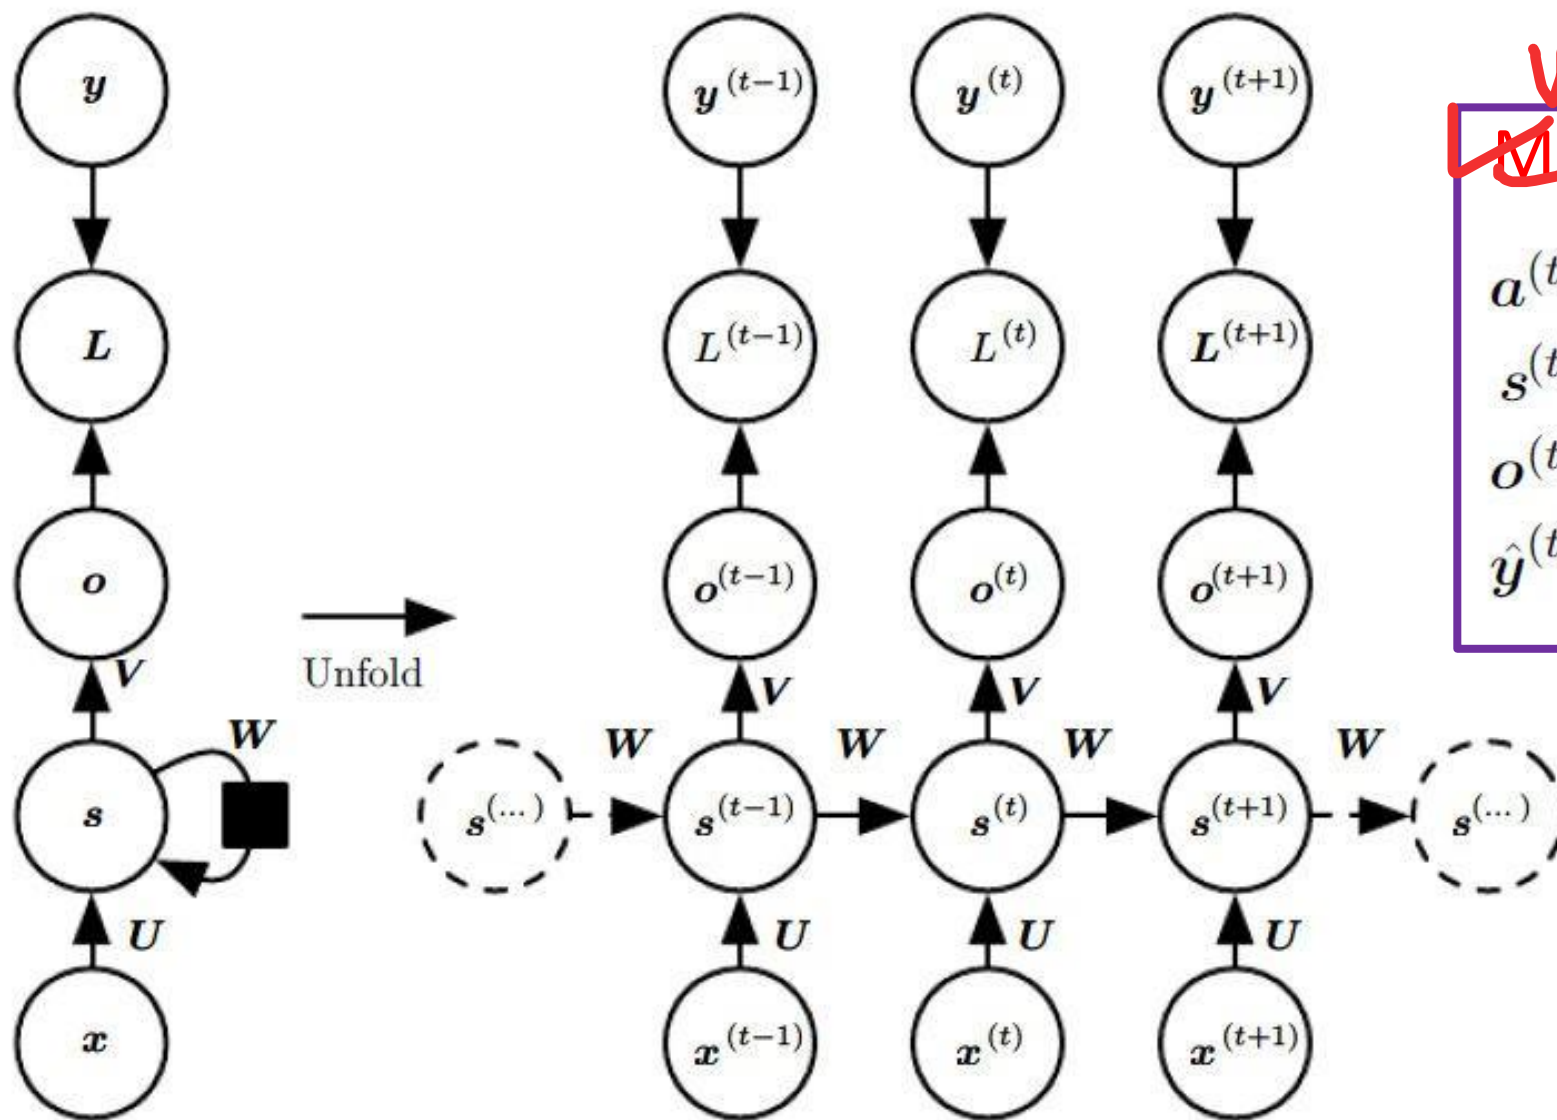 y y^(t−1) y^(t) y^(t+1)
M
L L^(t−1) L^(t) L^(t+1)
a^(t
s^(t
o^(t
ŷ^(t
o o^(t−1) o^(t) o^(t+1)
Unfold
V V V V
W W W W W
s s^(...) s^(t−1) s^(t) s^(t+1) s^(...)
U U U U
x x^(t−1) x^(t) x^(t+1)